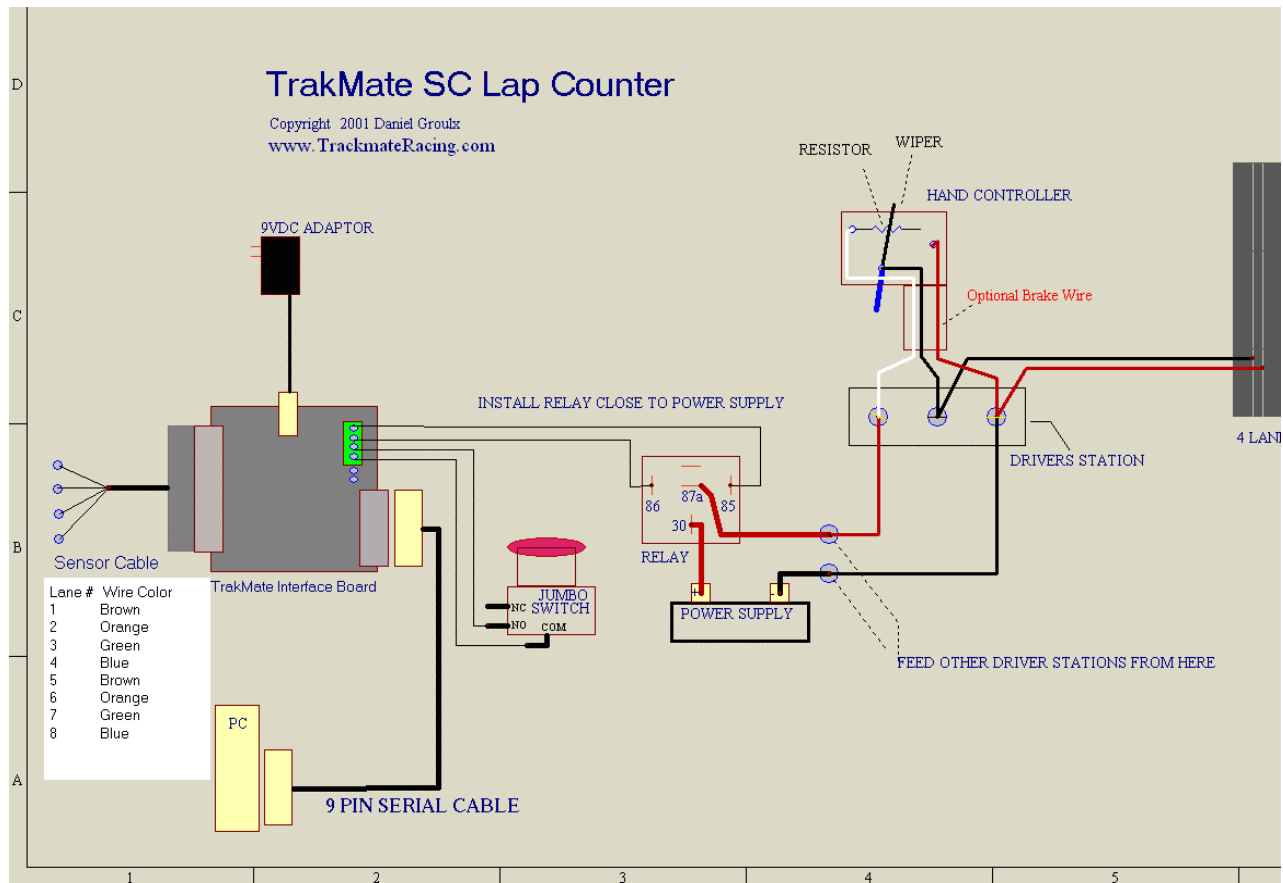 TrakMate SC Lap Counter
Copyright 2001 Daniel Groulx
www.TrackmateRacing.com
D
C
B
A
9VDC ADAPTOR
RESISTOR
WIPER
HAND CONTROLLER
Optional Brake Wire
INSTALL RELAY CLOSE TO POWER SUPPLY
DRIVERS STATION
4 LAN
86
87a
85
30
RELAY
+
-
POWER SUPPLY
FEED OTHER DRIVER STATIONS FROM HERE
Sensor Cable
TrakMate Interface Board
JUMBO
SWITCH
NC
NO
COM
Lane # Wire Color
1 Brown
2 Orange
3 Green
4 Blue
5 Brown
6 Orange
7 Green
8 Blue
PC
9 PIN SERIAL CABLE
1
2
3
4
5